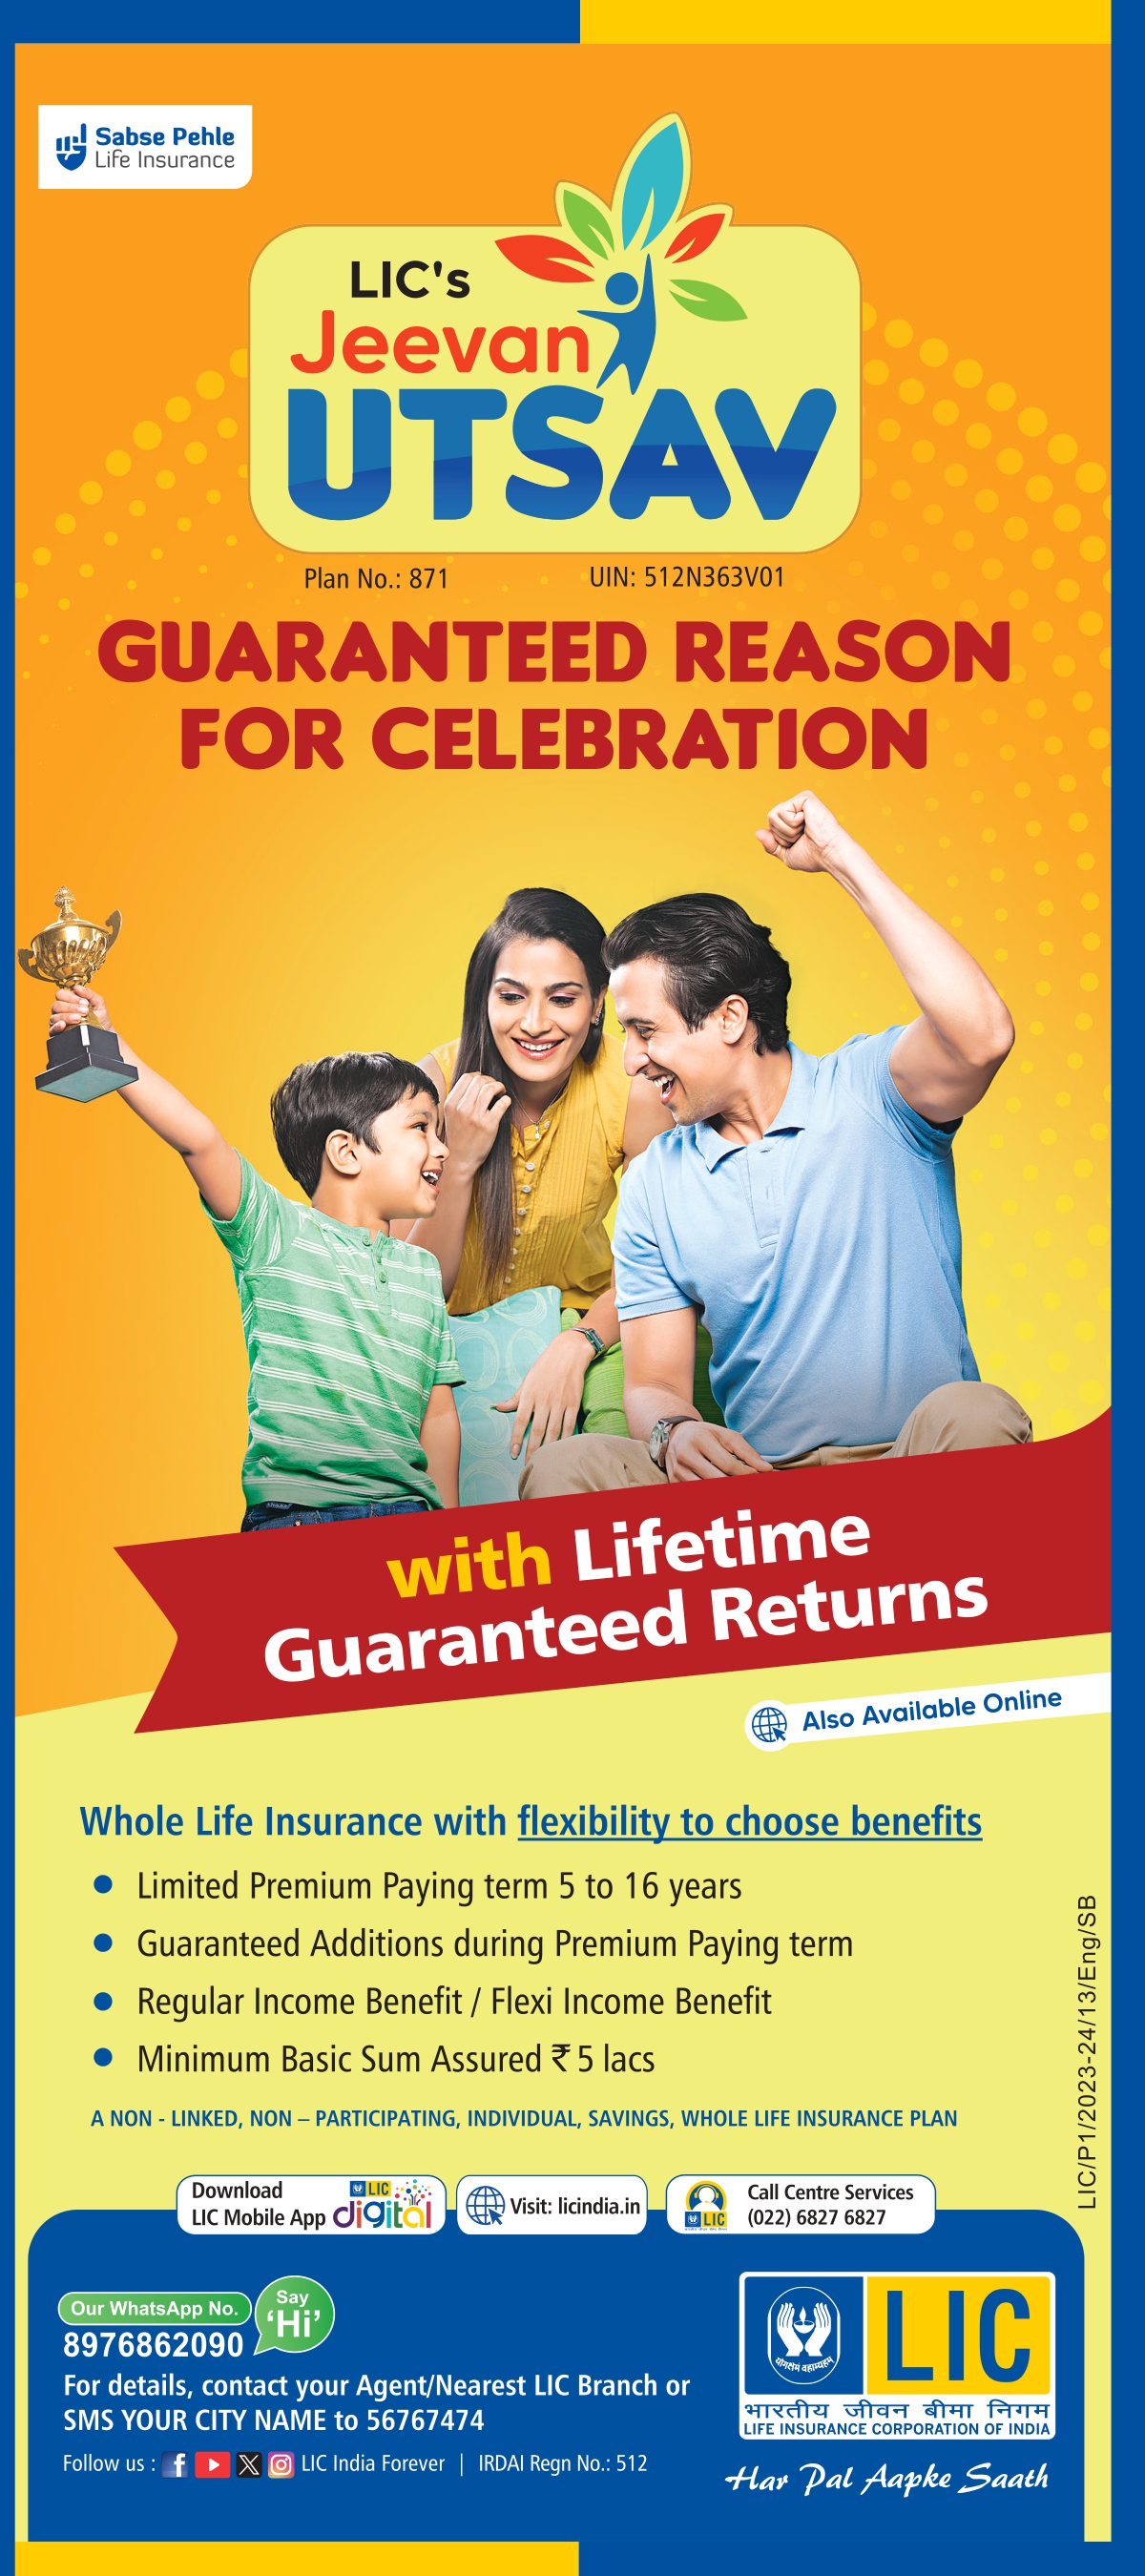 Sabse Pehle
Life Insurance
LIC's
Jeevan
UTSAV
Plan No.: 871 UIN: 512N363V01
GUARANTEED REASON
FOR CELEBRATION
with Lifetime
Guaranteed Returns
Also Available Online
Whole Life Insurance with flexibility to choose benefits
• Limited Premium Paying term 5 to 16 years
• Guaranteed Additions during Premium Paying term
• Regular Income Benefit / Flexi Income Benefit
• Minimum Basic Sum Assured ₹ 5 lacs
A NON - LINKED, NON – PARTICIPATING, INDIVIDUAL, SAVINGS, WHOLE LIFE INSURANCE PLAN
LIC/P1/2023-24/13/Eng/SB
Download
LIC Mobile App
LIC
digital
Visit: licindia.in
LIC
Call Centre Services
(022) 6827 6827
Our WhatsApp No.
Say
‘Hi’
8976862090
For details, contact your Agent/Nearest LIC Branch or
SMS YOUR CITY NAME to 56767474
Follow us : LIC India Forever | IRDAI Regn No.: 512
योगक्षेमं वहाम्यहम्
LIC
भारतीय जीवन बीमा निगम
LIFE INSURANCE CORPORATION OF INDIA
Har Pal Aapke Saath